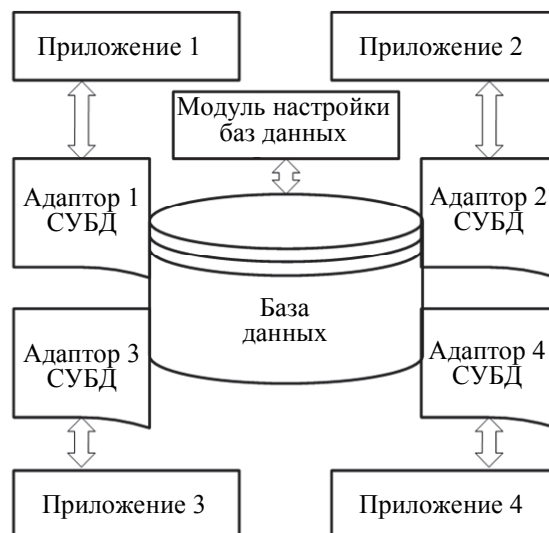 Приложение 1
Приложение 2
Модуль настройки
баз данных
Адаптор 1
СУБД
Адаптор 2
СУБД
База
данных
Адаптор 3
СУБД
Адаптор 4
СУБД
Приложение 3
Приложение 4